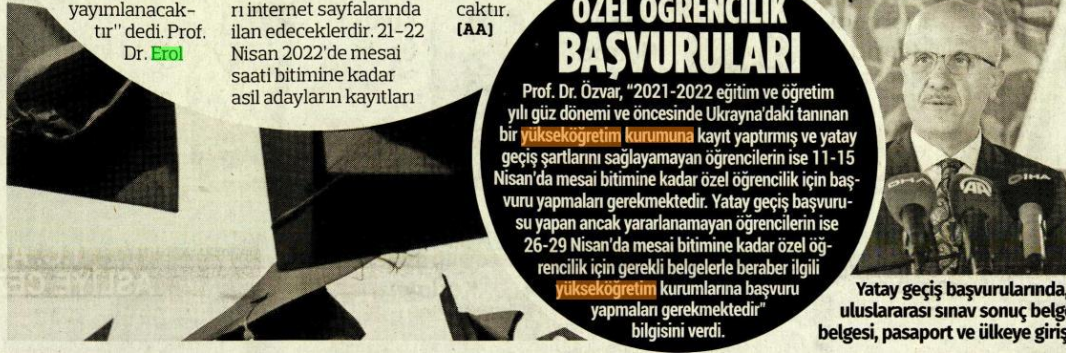 yayımlanacak-
tır" dedi. Prof.
Dr. Erol
rı internet sayfalarında
ilan edeceklerdir. 21-22
Nisan 2022'de mesai
saati bitimine kadar
asil adayların kayıtları
caktır.
[AA]
ÖZEL ÖĞRENCİLİK
BAŞVURULARI
Prof. Dr. Özvar, "2021-2022 eğitim ve öğretim
yılı güz dönemi ve öncesinde Ukrayna'daki tanınan
bir yükseköğretim kurumuna kayıt yaptırmış ve yatay
geçiş şartlarını sağlayamayan öğrencilerin ise 11-15
Nisan'da mesai bitimine kadar özel öğrencilik için baş-
vuru yapmaları gerekmektedir. Yatay geçiş başvuru-
su yapan ancak yararlanamayan öğrencilerin ise
26-29 Nisan'da mesai bitimine kadar özel öğ-
rencilik için gerekli belgelerle beraber ilgili
yükseköğretim kurumlarına başvuru
yapmaları gerekmektedir"
bilgisini verdi.
DHA
AA
İHA
Yatay geçiş başvurularında,
uluslararası sınav sonuç belg
belgesi, pasaport ve ülkeye giriş